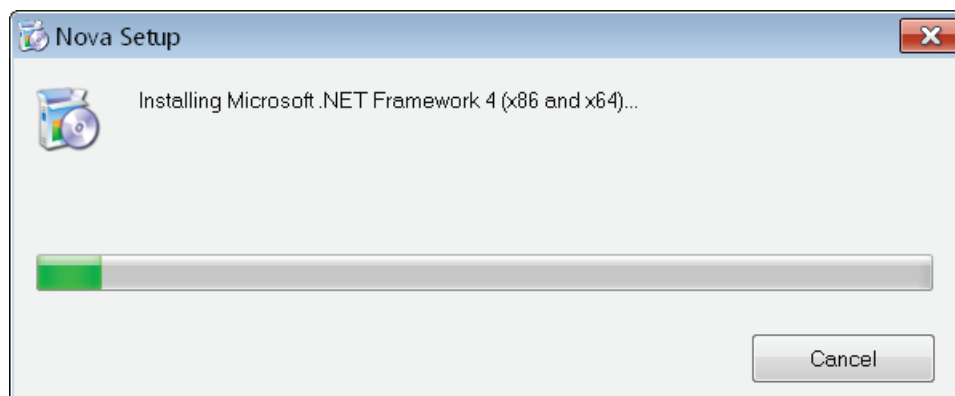 Nova Setup
Installing Microsoft .NET Framework 4 (x86 and x64)...
Cancel